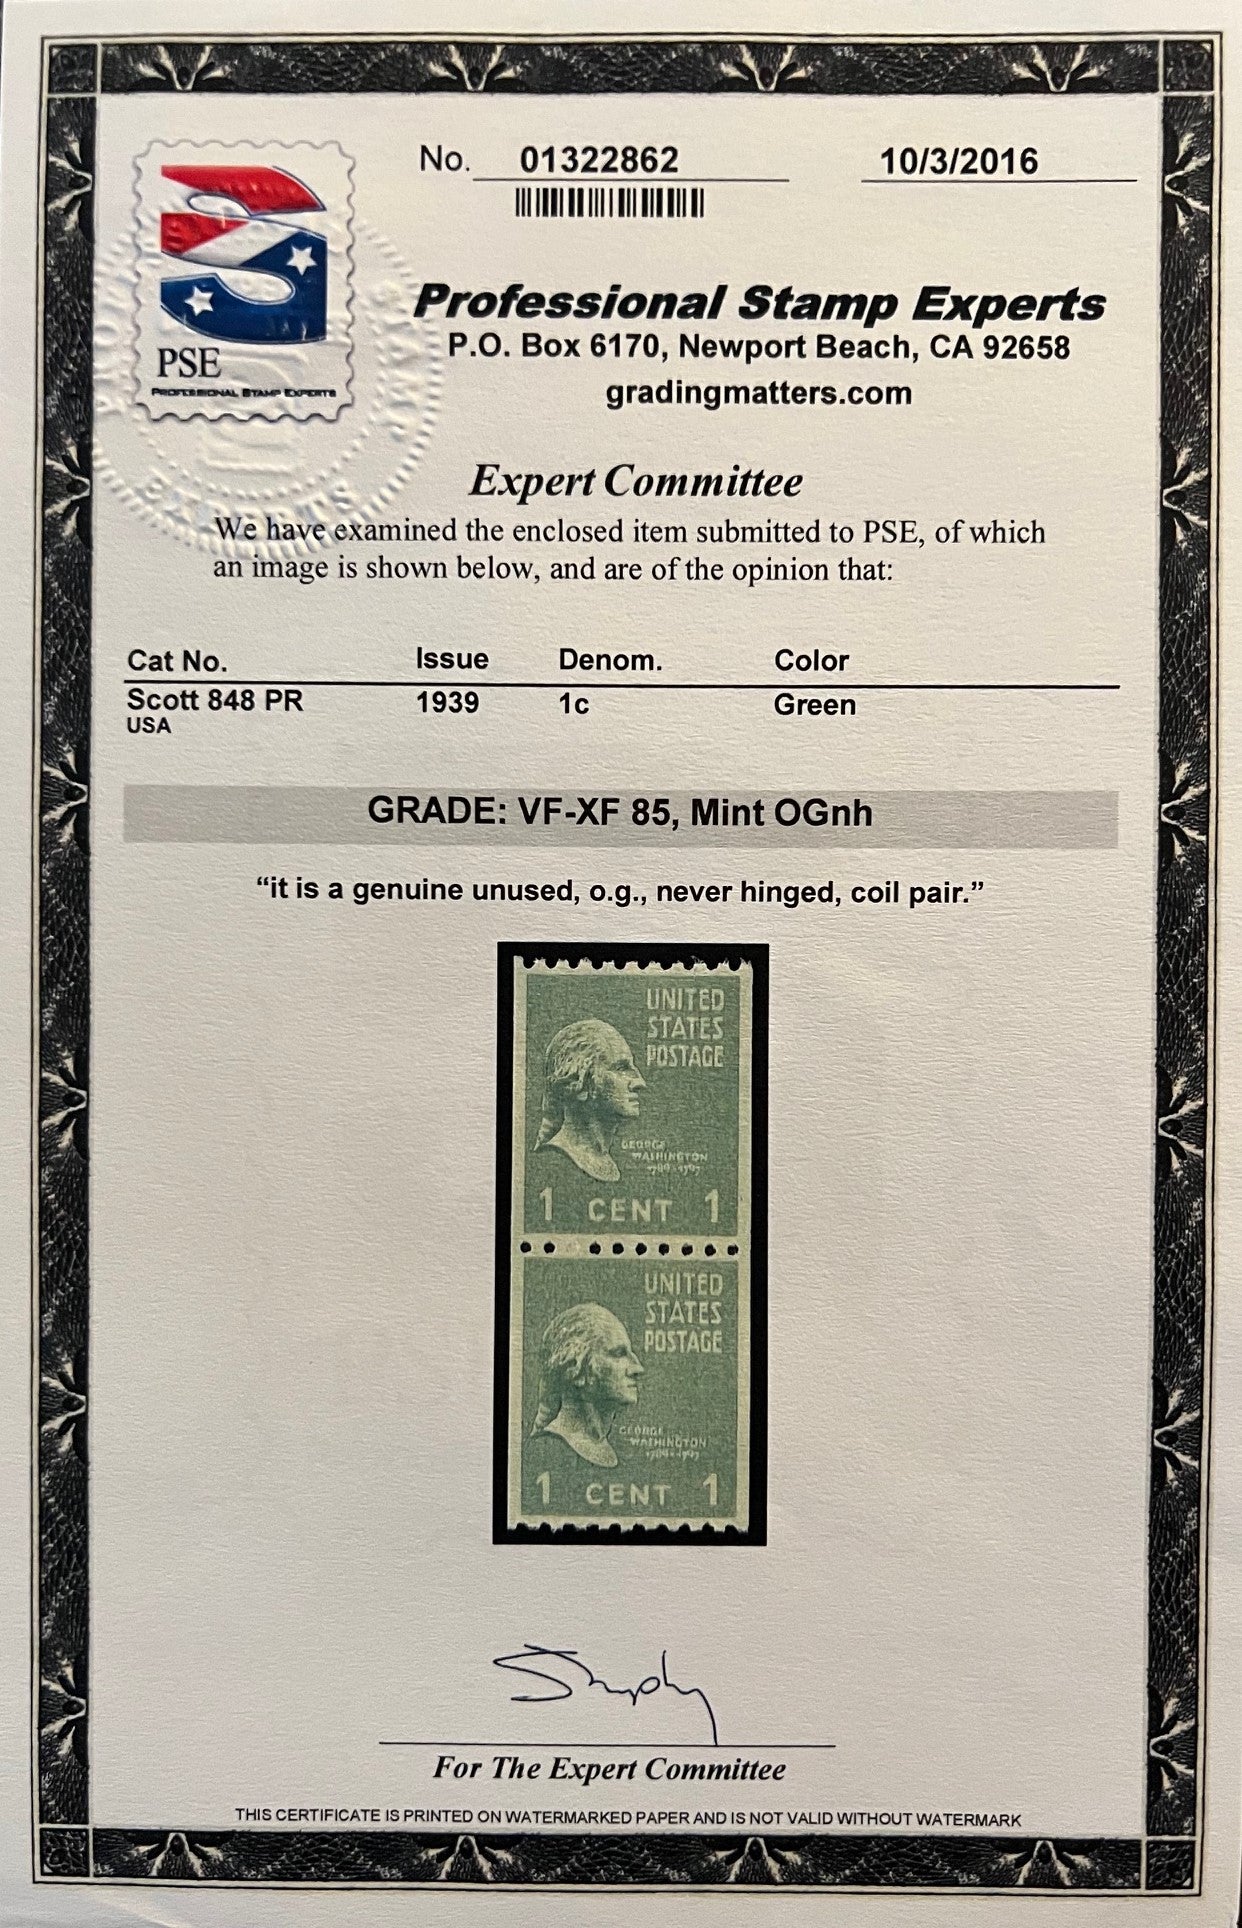 No. 01322862 10/3/2016
PSE
PROFESSIONAL STAMP EXPERTS
EXPERTS
Professional Stamp Experts
P.O. Box 6170, Newport Beach, CA 92658
gradingmatters.com
Expert Committee
We have examined the enclosed item submitted to PSE, of which
an image is shown below, and are of the opinion that:
Cat No. Issue Denom. Color
Scott 848 PR 1939 1c Green
USA
GRADE: VF-XF 85, Mint OGnh
“it is a genuine unused, o.g., never hinged, coil pair.”
UNITED
STATES
POSTAGE
GEORGE
WASHINGTON
1789-1797
1 CENT 1
UNITED
STATES
POSTAGE
GEORGE
WASHINGTON
1789-1797
1 CENT 1
For The Expert Committee
THIS CERTIFICATE IS PRINTED ON WATERMARKED PAPER AND IS NOT VALID WITHOUT WATERMARK